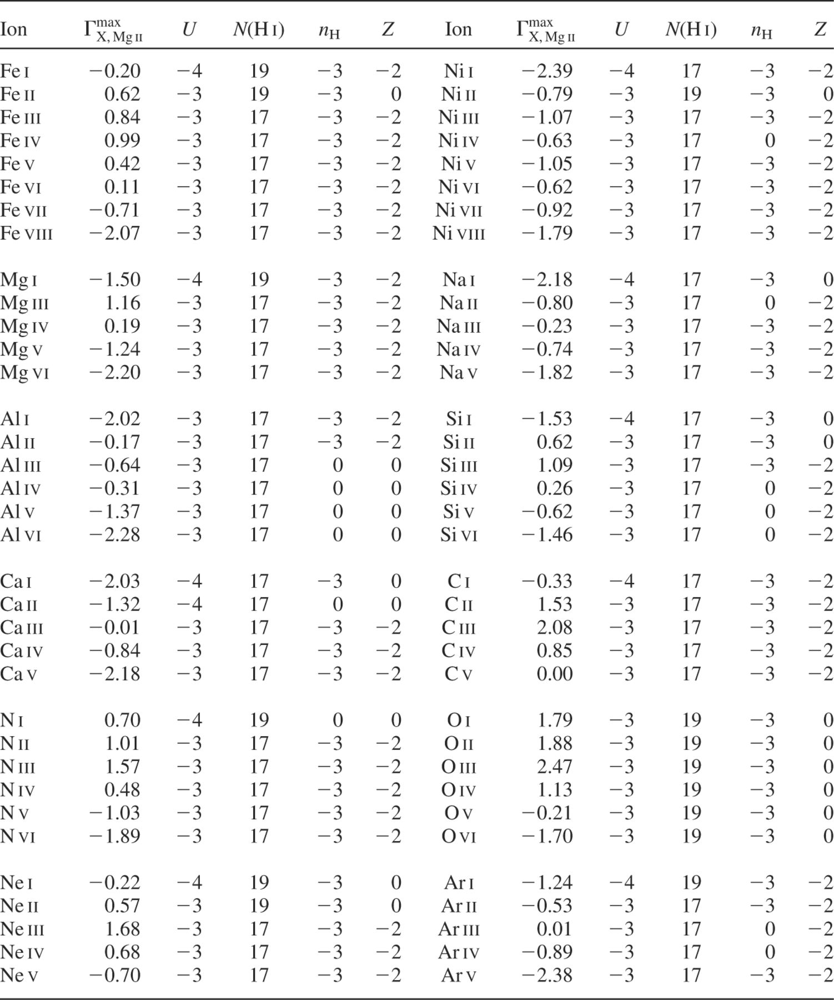 Ion Γ^max_X, Mg II U N(H I) n_H Z Ion Γ^max_X, Mg II U N(H I) n_H Z
Fe I −0.20 −4 19 −3 −2 Ni I −2.39 −4 17 −3 −2
Fe II 0.62 −3 19 −3 0 Ni II −0.79 −3 19 −3 0
Fe III 0.84 −3 17 −3 −2 Ni III −1.07 −3 17 −3 −2
Fe IV 0.99 −3 17 −3 −2 Ni IV −0.63 −3 17 0 −2
Fe V 0.42 −3 17 −3 −2 Ni V −1.05 −3 17 −3 −2
Fe VI 0.11 −3 17 −3 −2 Ni VI −0.62 −3 17 −3 −2
Fe VII −0.71 −3 17 −3 −2 Ni VII −0.92 −3 17 −3 −2
Fe VIII −2.07 −3 17 −3 −2 Ni VIII −1.79 −3 17 −3 −2
Mg I −1.50 −4 19 −3 −2 Na I −2.18 −4 17 −3 0
Mg III 1.16 −3 17 −3 −2 Na II −0.80 −3 17 0 −2
Mg IV 0.19 −3 17 −3 −2 Na III −0.23 −3 17 −3 −2
Mg V −1.24 −3 17 −3 −2 Na IV −0.74 −3 17 −3 −2
Mg VI −2.20 −3 17 −3 −2 Na V −1.82 −3 17 −3 −2
Al I −2.02 −3 17 −3 −2 Si I −1.53 −4 17 −3 0
Al II −0.17 −3 17 −3 −2 Si II 0.62 −3 17 −3 0
Al III −0.64 −3 17 0 0 Si III 1.09 −3 17 −3 −2
Al IV −0.31 −3 17 0 0 Si IV 0.26 −3 17 0 −2
Al V −1.37 −3 17 0 0 Si V −0.62 −3 17 0 −2
Al VI −2.28 −3 17 0 0 Si VI −1.46 −3 17 0 −2
Ca I −2.03 −4 17 −3 0 C I −0.33 −4 17 −3 −2
Ca II −1.32 −4 17 0 0 C II 1.53 −3 17 −3 −2
Ca III −0.01 −3 17 −3 −2 C III 2.08 −3 17 −3 −2
Ca IV −0.84 −3 17 −3 −2 C IV 0.85 −3 17 −3 −2
Ca V −2.18 −3 17 −3 −2 C V 0.00 −3 17 −3 −2
N I 0.70 −4 19 0 0 O I 1.79 −3 19 −3 0
N II 1.01 −3 17 −3 −2 O II 1.88 −3 19 −3 0
N III 1.57 −3 17 −3 −2 O III 2.47 −3 19 −3 0
N IV 0.48 −3 17 −3 −2 O IV 1.13 −3 19 −3 0
N V −1.03 −3 17 −3 −2 O V −0.21 −3 19 −3 0
N VI −1.89 −3 17 −3 −2 O VI −1.70 −3 19 −3 0
Ne I −0.22 −4 19 −3 0 Ar I −1.24 −4 19 −3 −2
Ne II 0.57 −3 19 −3 0 Ar II −0.53 −3 17 −3 −2
Ne III 1.68 −3 17 −3 −2 Ar III 0.01 −3 17 0 −2
Ne IV 0.68 −3 17 −3 −2 Ar IV −0.89 −3 17 0 −2
Ne V −0.70 −3 17 −3 −2 Ar V −2.38 −3 17 −3 −2